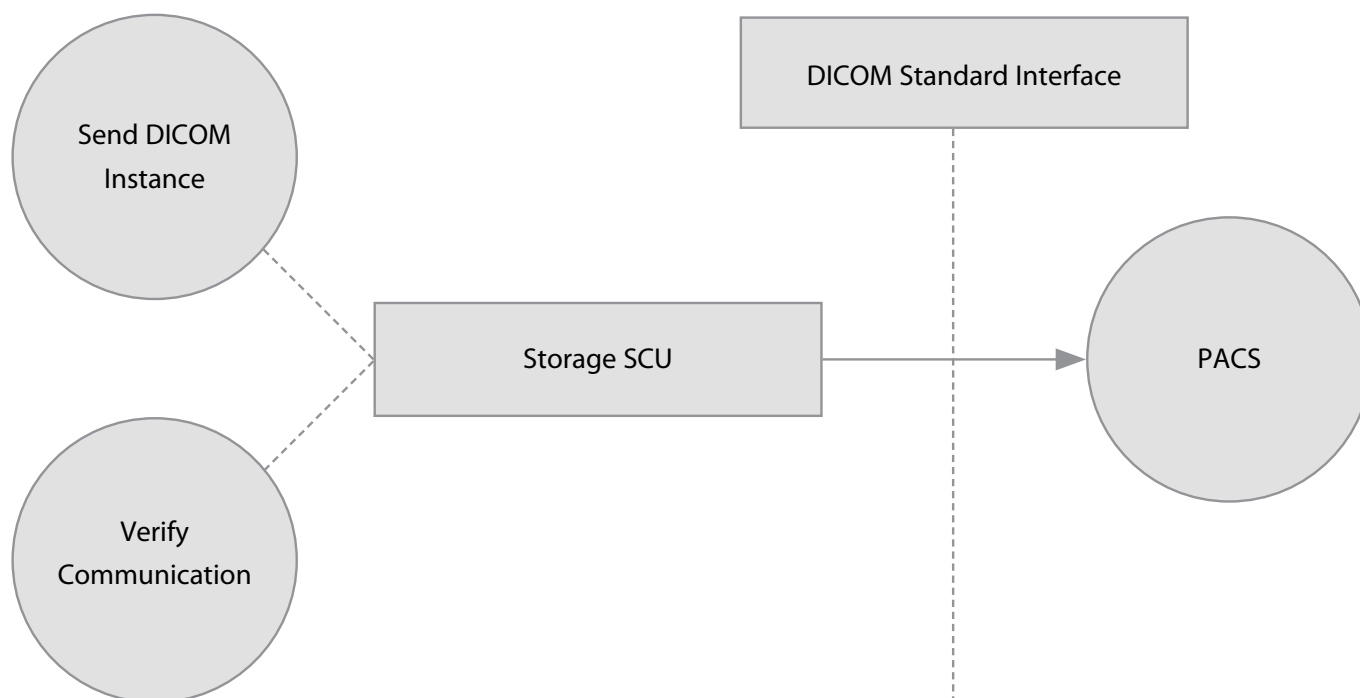 Send DICOM
Instance
DICOM Standard Interface
Storage SCU
PACS
Verify
Communication